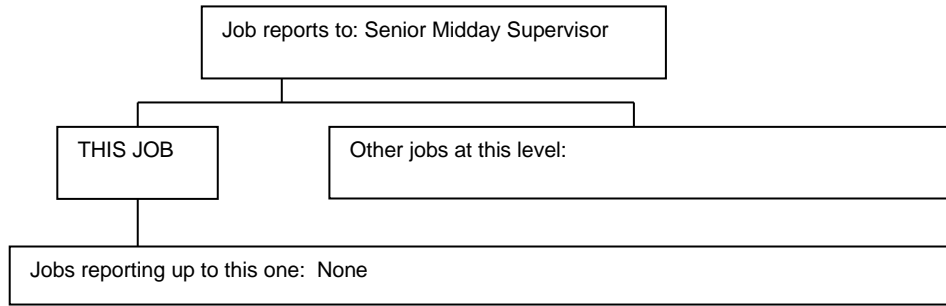 Job reports to: Senior Midday Supervisor
THIS JOB
Other jobs at this level:
Jobs reporting up to this one:  None